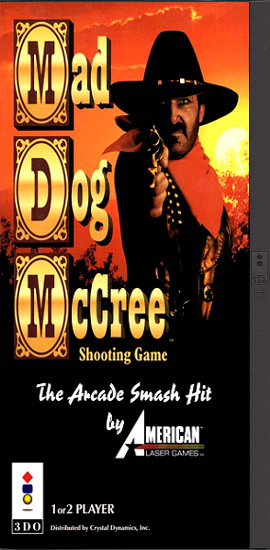 Mad
Dog
McCree
Shooting Game
The Arcade Smash Hit
by AMERICAN
LASER GAMES
3DO
1 or 2 PLAYER
Distributed by Crystal Dynamics, Inc.